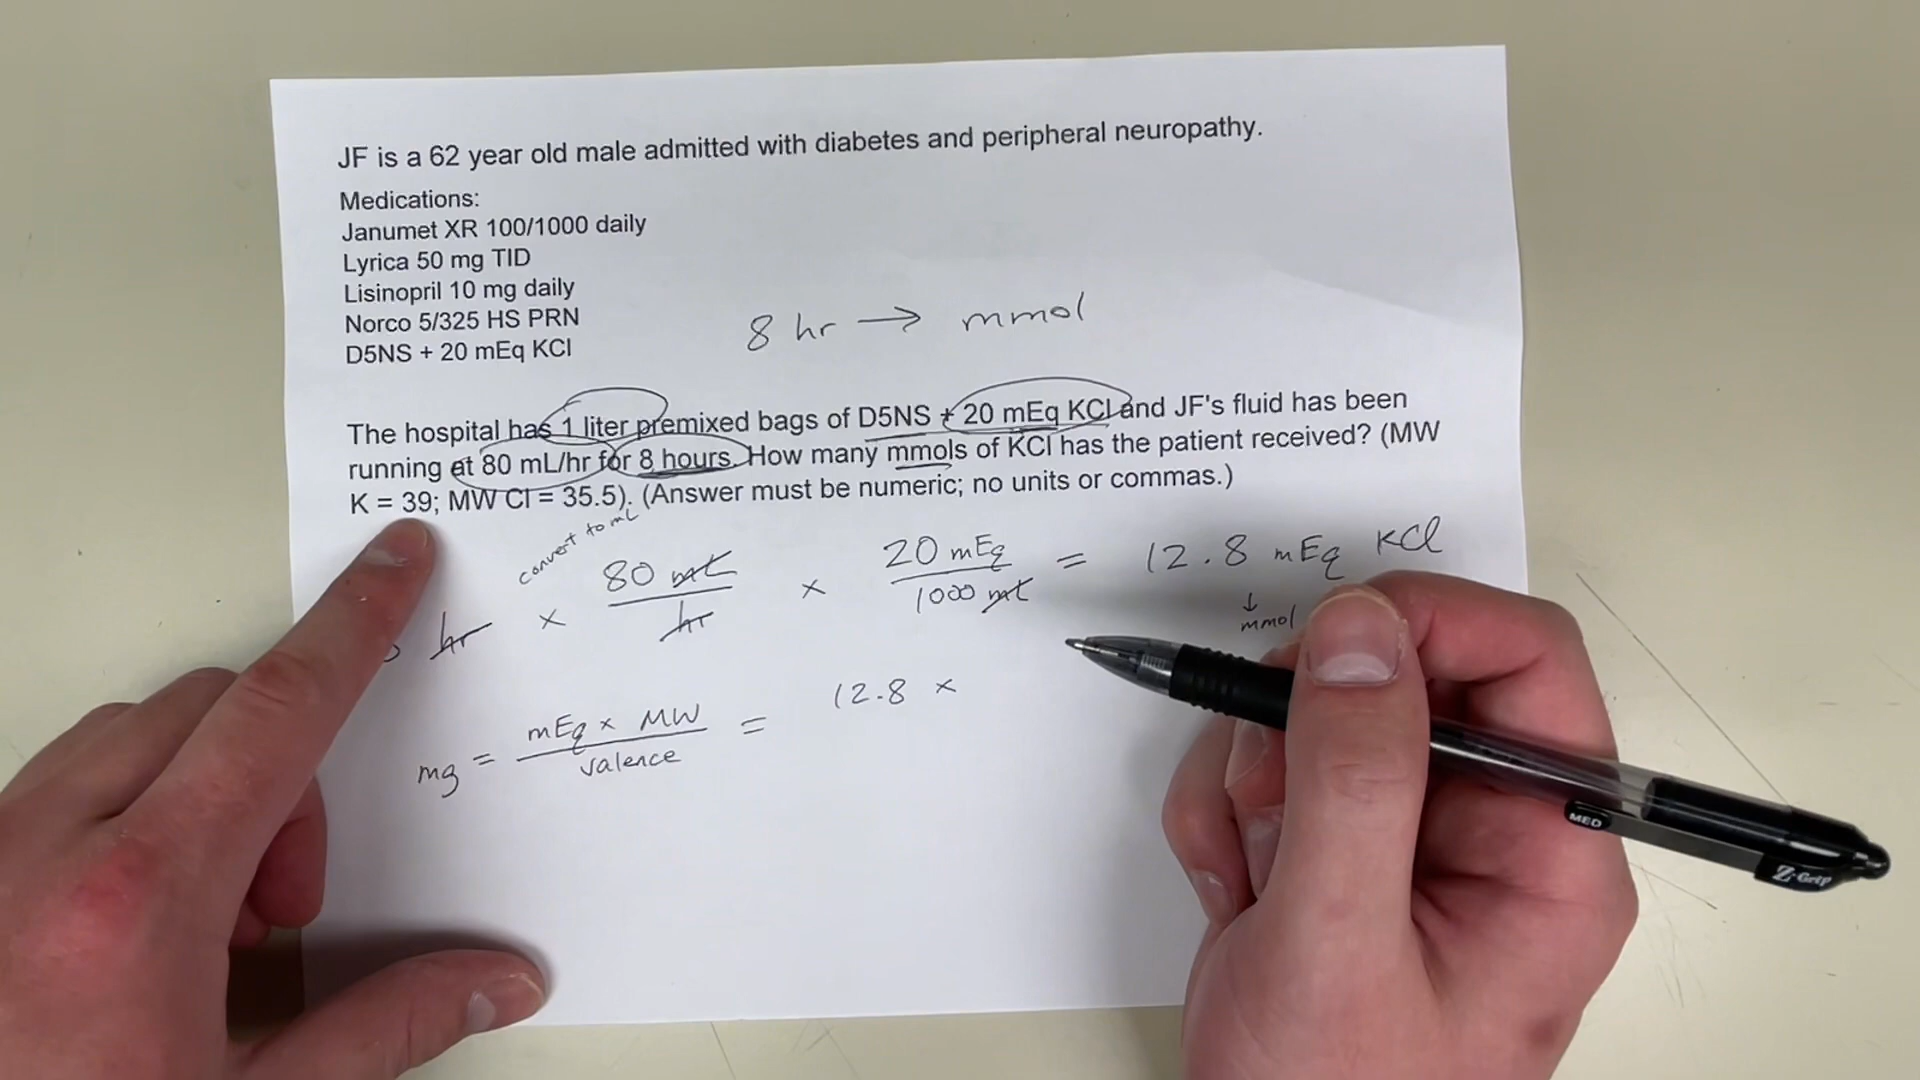 JF is a 62 year old male admitted with diabetes and peripheral neuropathy.
Medications:
Janumet XR 100/1000 daily
Lyrica 50 mg TID
Lisinopril 10 mg daily
Norco 5/325 HS PRN
D5NS + 20 mEq KCl
8 hr → mmol
The hospital has 1 liter premixed bags of D5NS + 20 mEq KCl and JF's fluid has been
running at 80 mL/hr for 8 hours. How many mmols of KCl has the patient received? (MW
K = 39; MW Cl = 35.5). (Answer must be numeric; no units or commas.)
convert to mL
hr × 80 mL / hr × 20 mEq / 1000 mL = 12.8 mEq KCl
↓
mmol
mg = mEq × MW / valence = 12.8 ×
MED
Z-Grip